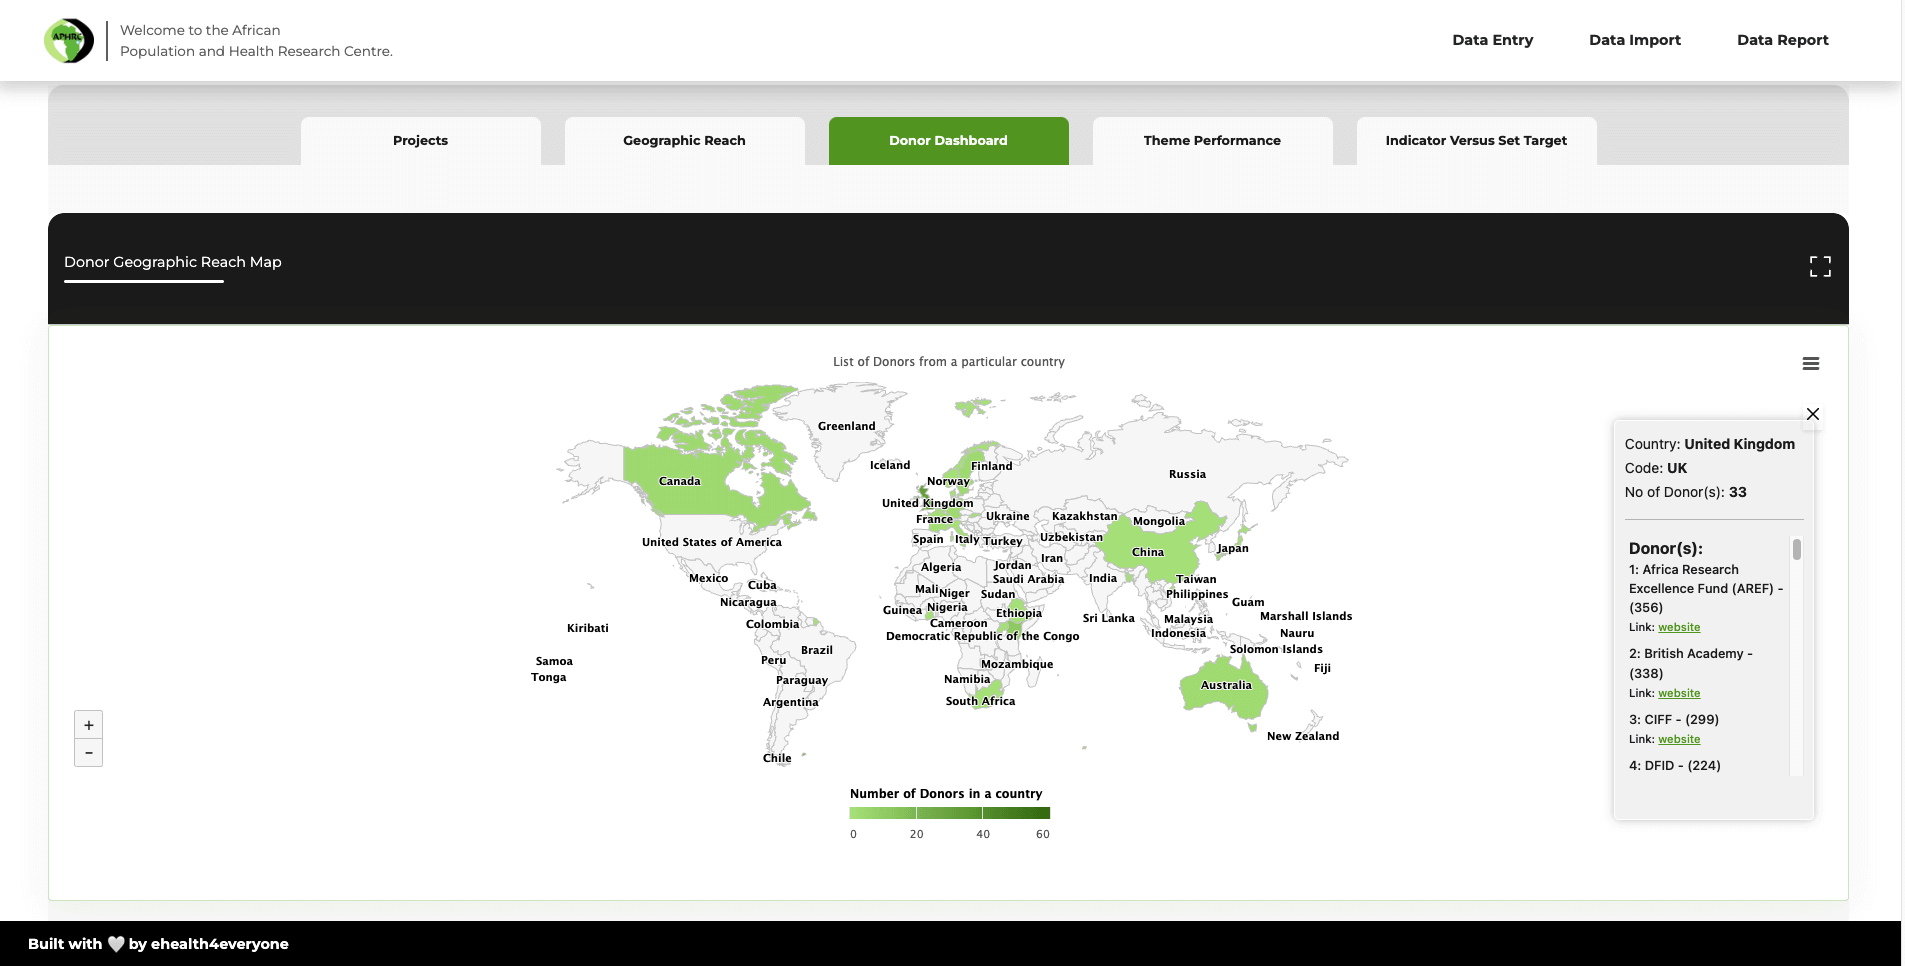 APHRC
Welcome to the African
Population and Health Research Centre.
Data Entry
Data Import
Data Report
Projects
Geographic Reach
Donor Dashboard
Theme Performance
Indicator Versus Set Target
Donor Geographic Reach Map
List of Donors from a particular country
Greenland
Iceland
Finland
Russia
Canada
Norway
United Kingdom
France
Ukraine
Kazakhstan
Mongolia
United States of America
Spain
Italy
Turkey
Uzbekistan
China
Japan
Mexico
Cuba
Algeria
Jordan
Iran
Saudi Arabia
India
Taiwan
Nicaragua
Mali
Niger
Sudan
Philippines
Guam
Guinea
Nigeria
Ethiopia
Sri Lanka
Malaysia
Marshall Islands
Kiribati
Colombia
Cameroon
Democratic Republic of the Congo
Indonesia
Nauru
Solomon Islands
Samoa
Tonga
Peru
Brazil
Mozambique
Fiji
Paraguay
Namibia
Australia
Argentina
South Africa
New Zealand
Chile
+
-
Number of Donors in a country
0 20 40 60
Country: United Kingdom
Code: UK
No of Donor(s): 33
Donor(s):
1: Africa Research
Excellence Fund (AREF) -
(356)
Link: website
2: British Academy -
(338)
Link: website
3: CIFF - (299)
Link: website
4: DFID - (224)
Built with 🤍 by ehealth4everyone